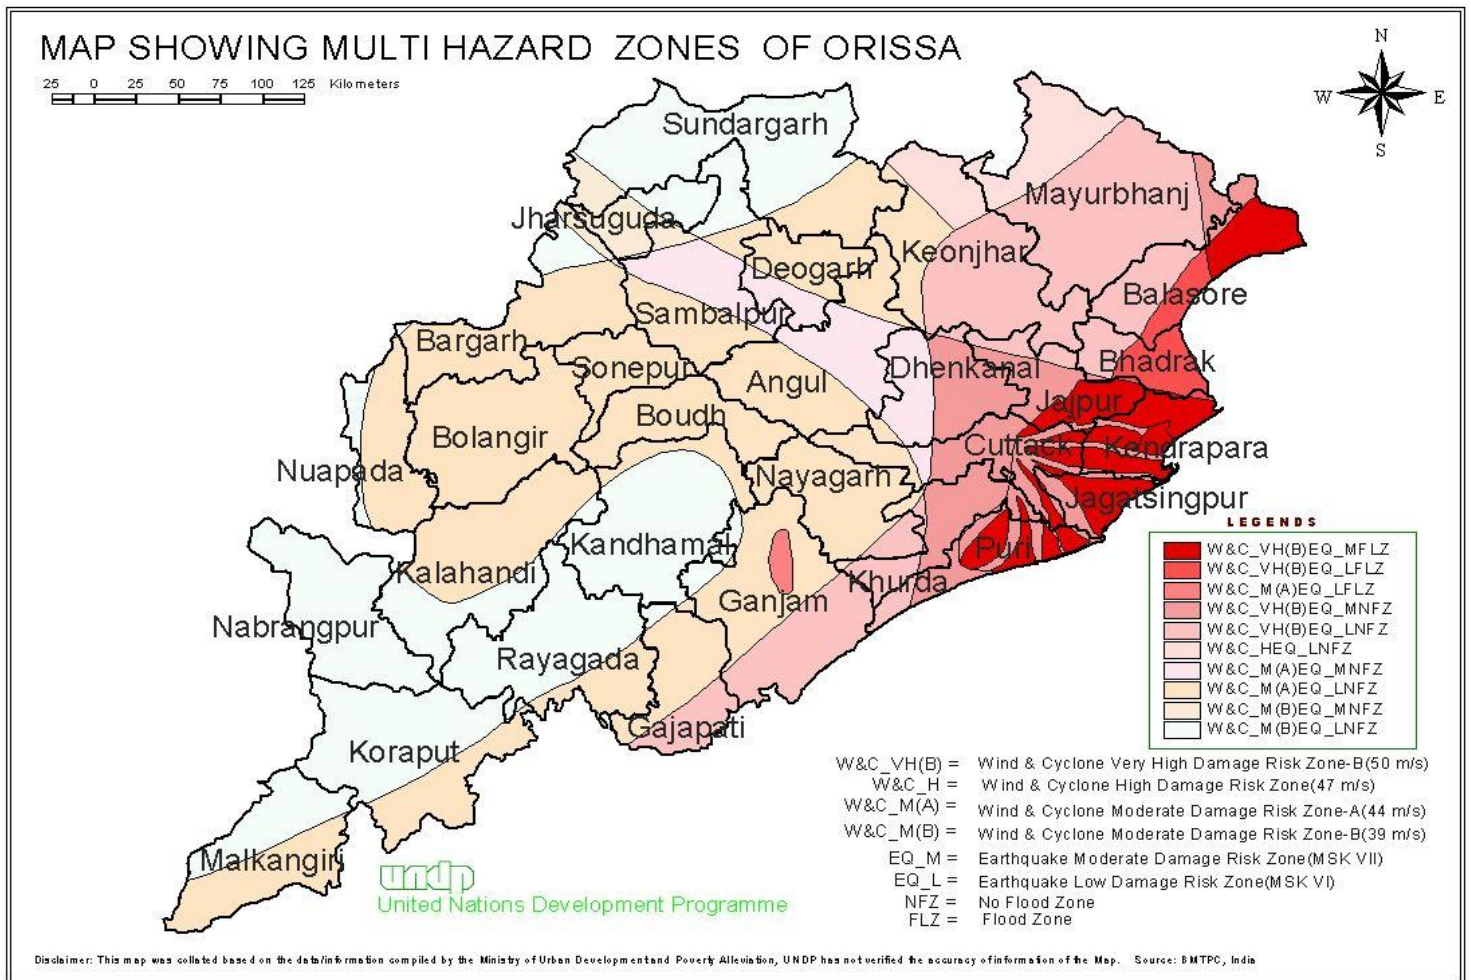 MAP SHOWING MULTI HAZARD ZONES OF ORISSA
25 0 25 50 75 100 125 Kilometers
N
W E
S
Sundargarh
Mayurbhanj
Jharsuguda
Keonjhar
Deogarh
Balasore
Sambalpur
Bargarh
Sonepur
Dhenkanal
Bhadrak
Angul
Jajpur
Boudh
Bolangir
Cuttack
Kendrapara
Nuapada
Nayagarh
Jagatsingpur
Kandhamal
Puri
Kalahandi
Khurda
Ganjam
Nabrangpur
Rayagada
Gajapati
Koraput
Malkangiri
LEGENDS
W&C_VH(B)EQ_MFLZ
W&C_VH(B)EQ_LFLZ
W&C_M(A)EQ_LFLZ
W&C_VH(B)EQ_MNFZ
W&C_VH(B)EQ_LNFZ
W&C_HEQ_LNFZ
W&C_M(A)EQ_MNFZ
W&C_M(A)EQ_LNFZ
W&C_M(B)EQ_MNFZ
W&C_M(B)EQ_LNFZ
W&C_VH(B) = Wind & Cyclone Very High Damage Risk Zone-B(50 m/s)
W&C_H = Wind & Cyclone High Damage Risk Zone(47 m/s)
W&C_M(A) = Wind & Cyclone Moderate Damage Risk Zone-A(44 m/s)
W&C_M(B) = Wind & Cyclone Moderate Damage Risk Zone-B(39 m/s)
EQ_M = Earthquake Moderate Damage Risk Zone(MSK VII)
EQ_L = Earthquake Low Damage Risk Zone(MSK VI)
NFZ = No Flood Zone
FLZ = Flood Zone
undp
United Nations Development Programme
Disclaimer: This map was collated based on the data/information compiled by the Ministry of Urban Development and Poverty Alleviation, UNDP has not verified the accuracy of information of the Map. Source: BMTPC, India